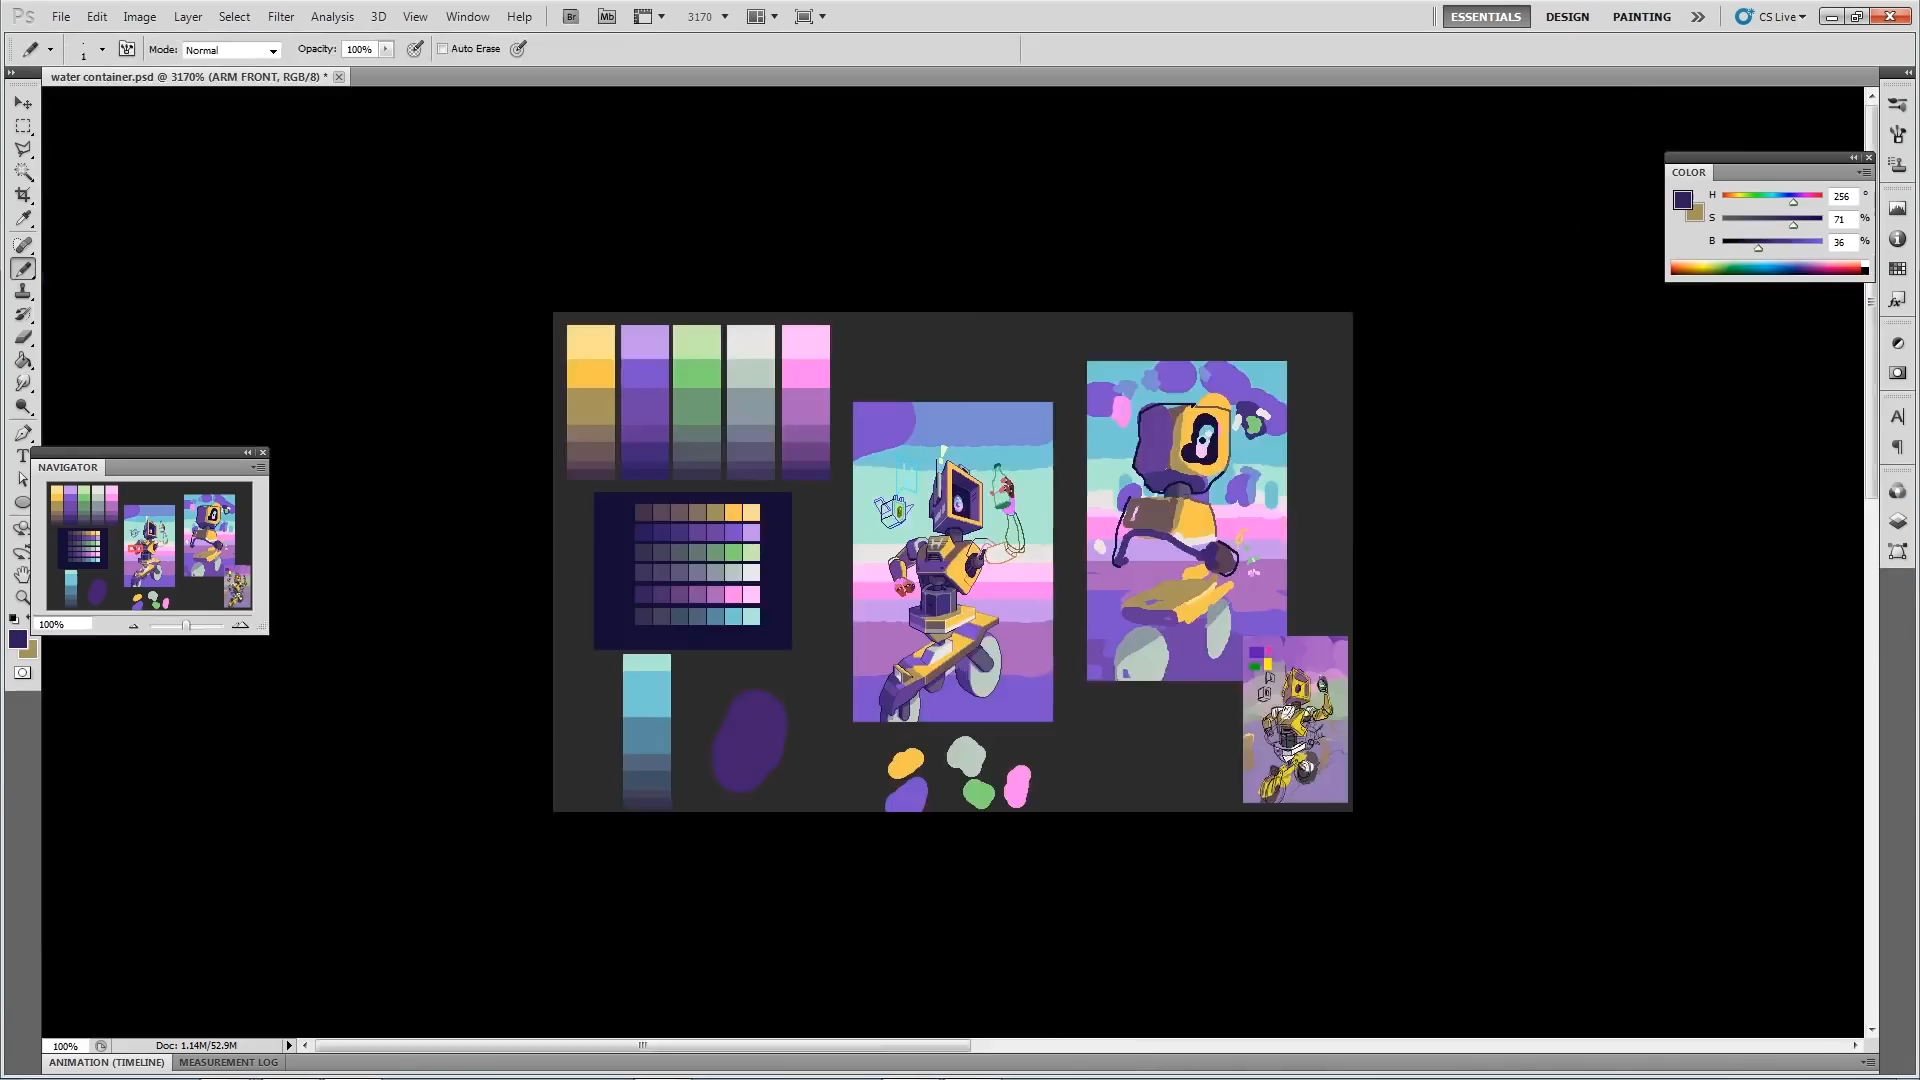 Ps File Edit Image Layer Select Filter Analysis 3D View Window Help Br Mb 3170 ESSENTIALS DESIGN PAINTING CS Live
1 Mode: Normal Opacity: 100% Auto Erase
water container.psd @ 3170% (ARM FRONT, RGB/8) *
COLOR
H 256 °
S 71 %
B 36 %
NAVIGATOR
100%
100% Doc: 1.14M/52.9M
ANIMATION (TIMELINE) MEASUREMENT LOG